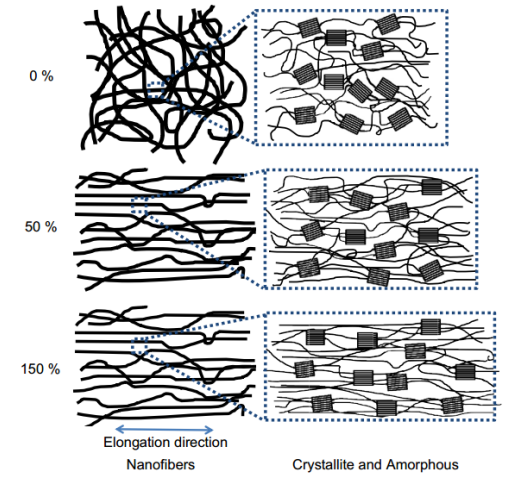 0 %
50 %
150 %
Elongation direction
Nanofibers
Crystallite and Amorphous